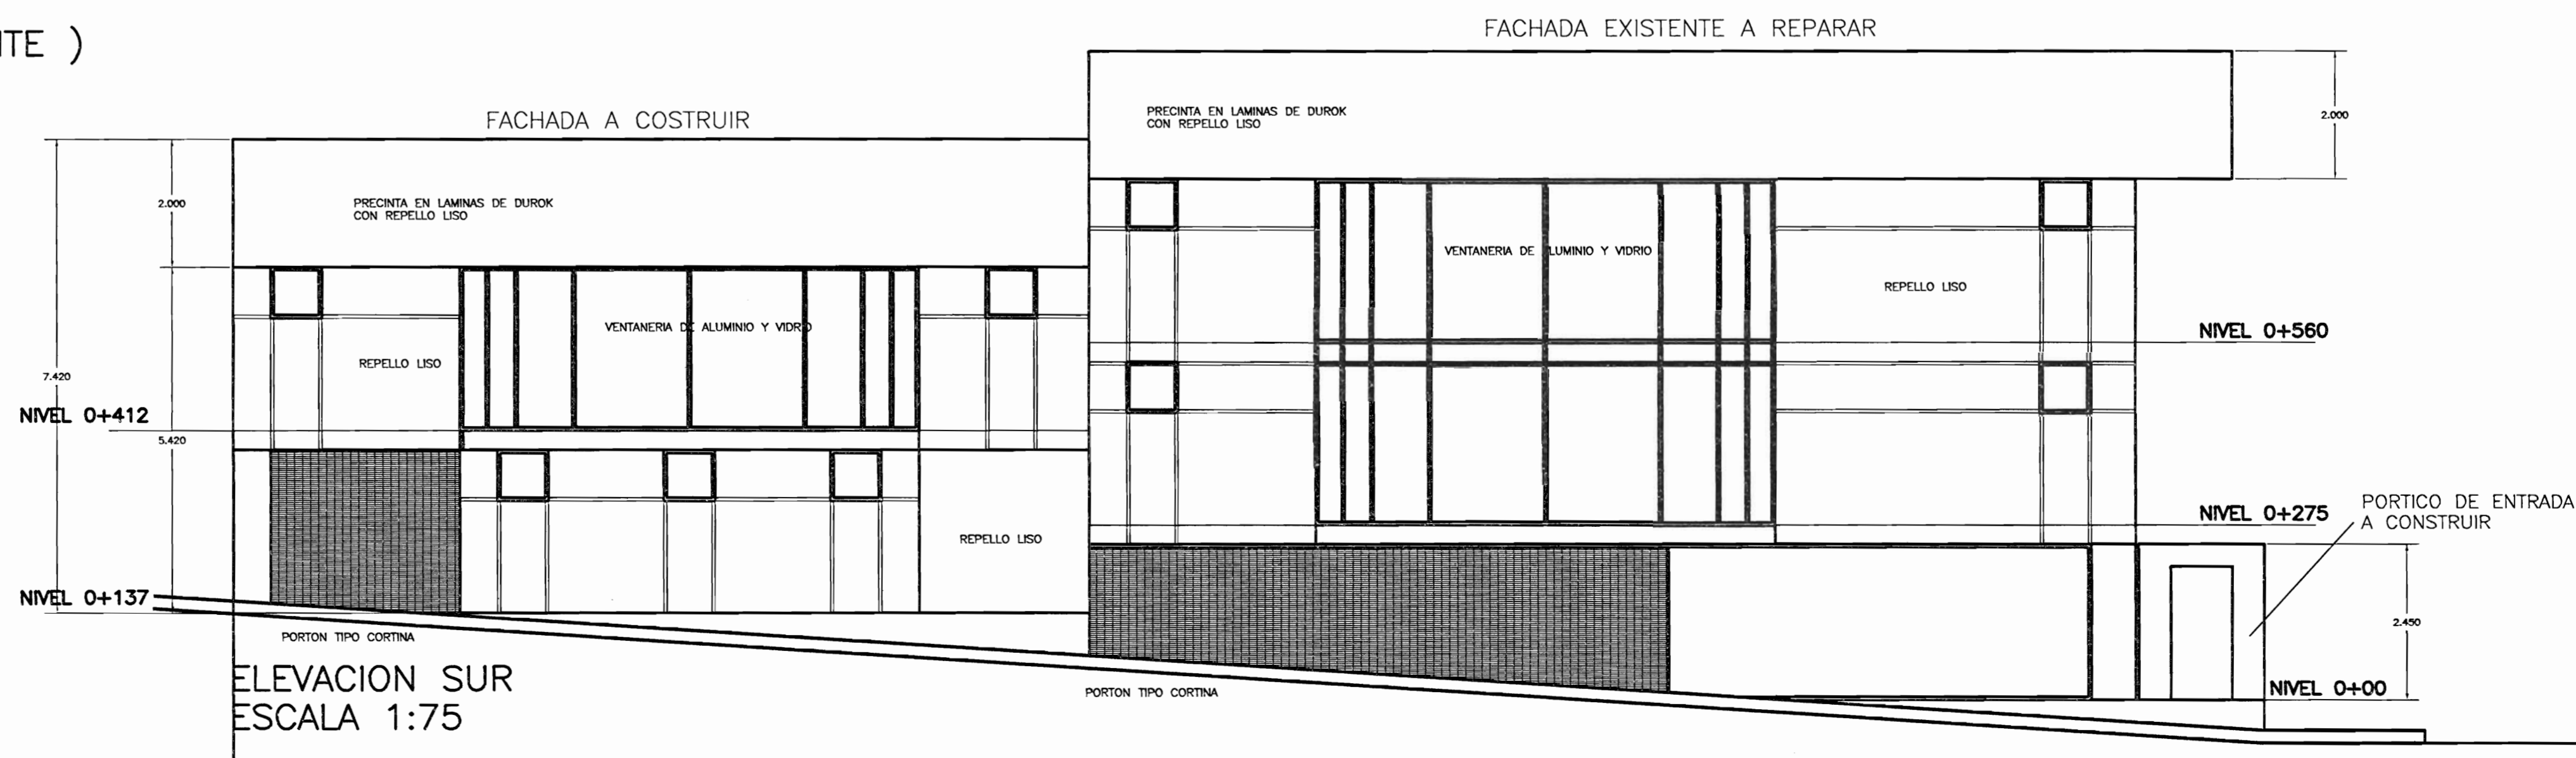 NTE )
FACHADA EXISTENTE A REPARAR
FACHADA A COSTRUIR
PRECINTA EN LAMINAS DE DUROK
CON REPELLO LISO
2.000
2.000
PRECINTA EN LAMINAS DE DUROK
CON REPELLO LISO
VENTANERIA DE ALUMINIO Y VIDRIO
REPELLO LISO
VENTANERIA DE ALUMINIO Y VIDRIO
NIVEL 0+560
REPELLO LISO
7.420
NIVEL 0+412
5.420
PORTICO DE ENTRADA
A CONSTRUIR
NIVEL 0+275
REPELLO LISO
NIVEL 0+137
2.450
PORTON TIPO CORTINA
ELEVACION SUR
ESCALA 1:75
PORTON TIPO CORTINA
NIVEL 0+00